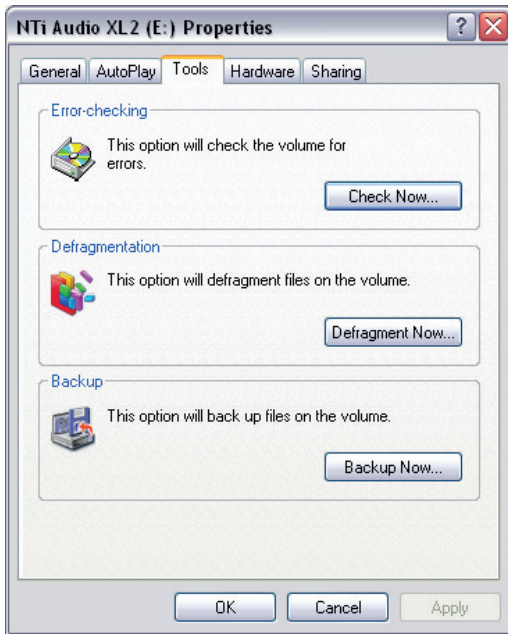 NTi Audio XL2 (E:) Properties
General AutoPlay Tools Hardware Sharing
Error-checking
This option will check the volume for
errors.
Check Now...
Defragmentation
This option will defragment files on the volume.
Defragment Now...
Backup
This option will back up files on the volume.
Backup Now...
OK Cancel Apply